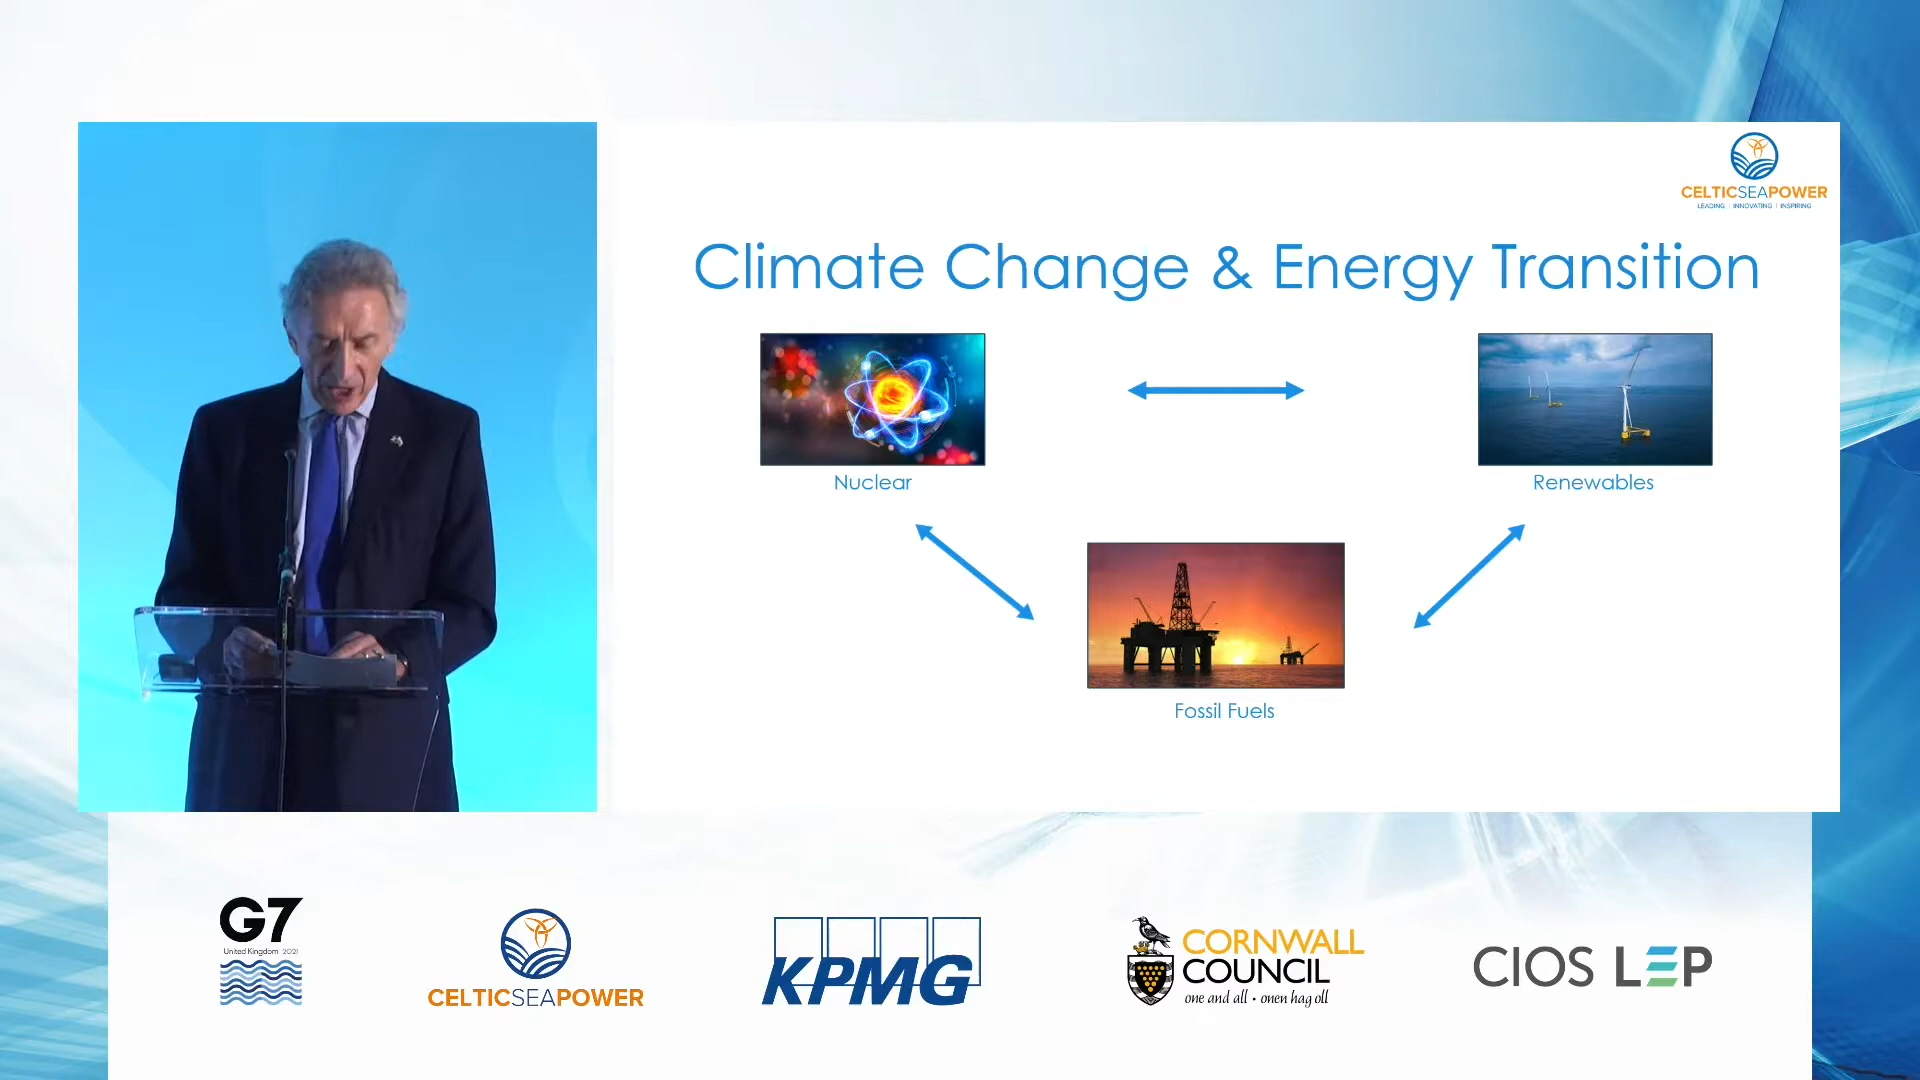 CELTICSEAPOWER
LEADING | INNOVATING | INSPIRING
Climate Change & Energy Transition
Nuclear
Renewables
Fossil Fuels
G7
United Kingdom 2021
CELTICSEAPOWER
KPMG
CORNWALL
COUNCIL
one and all • onen hag oll
CIOS LEP